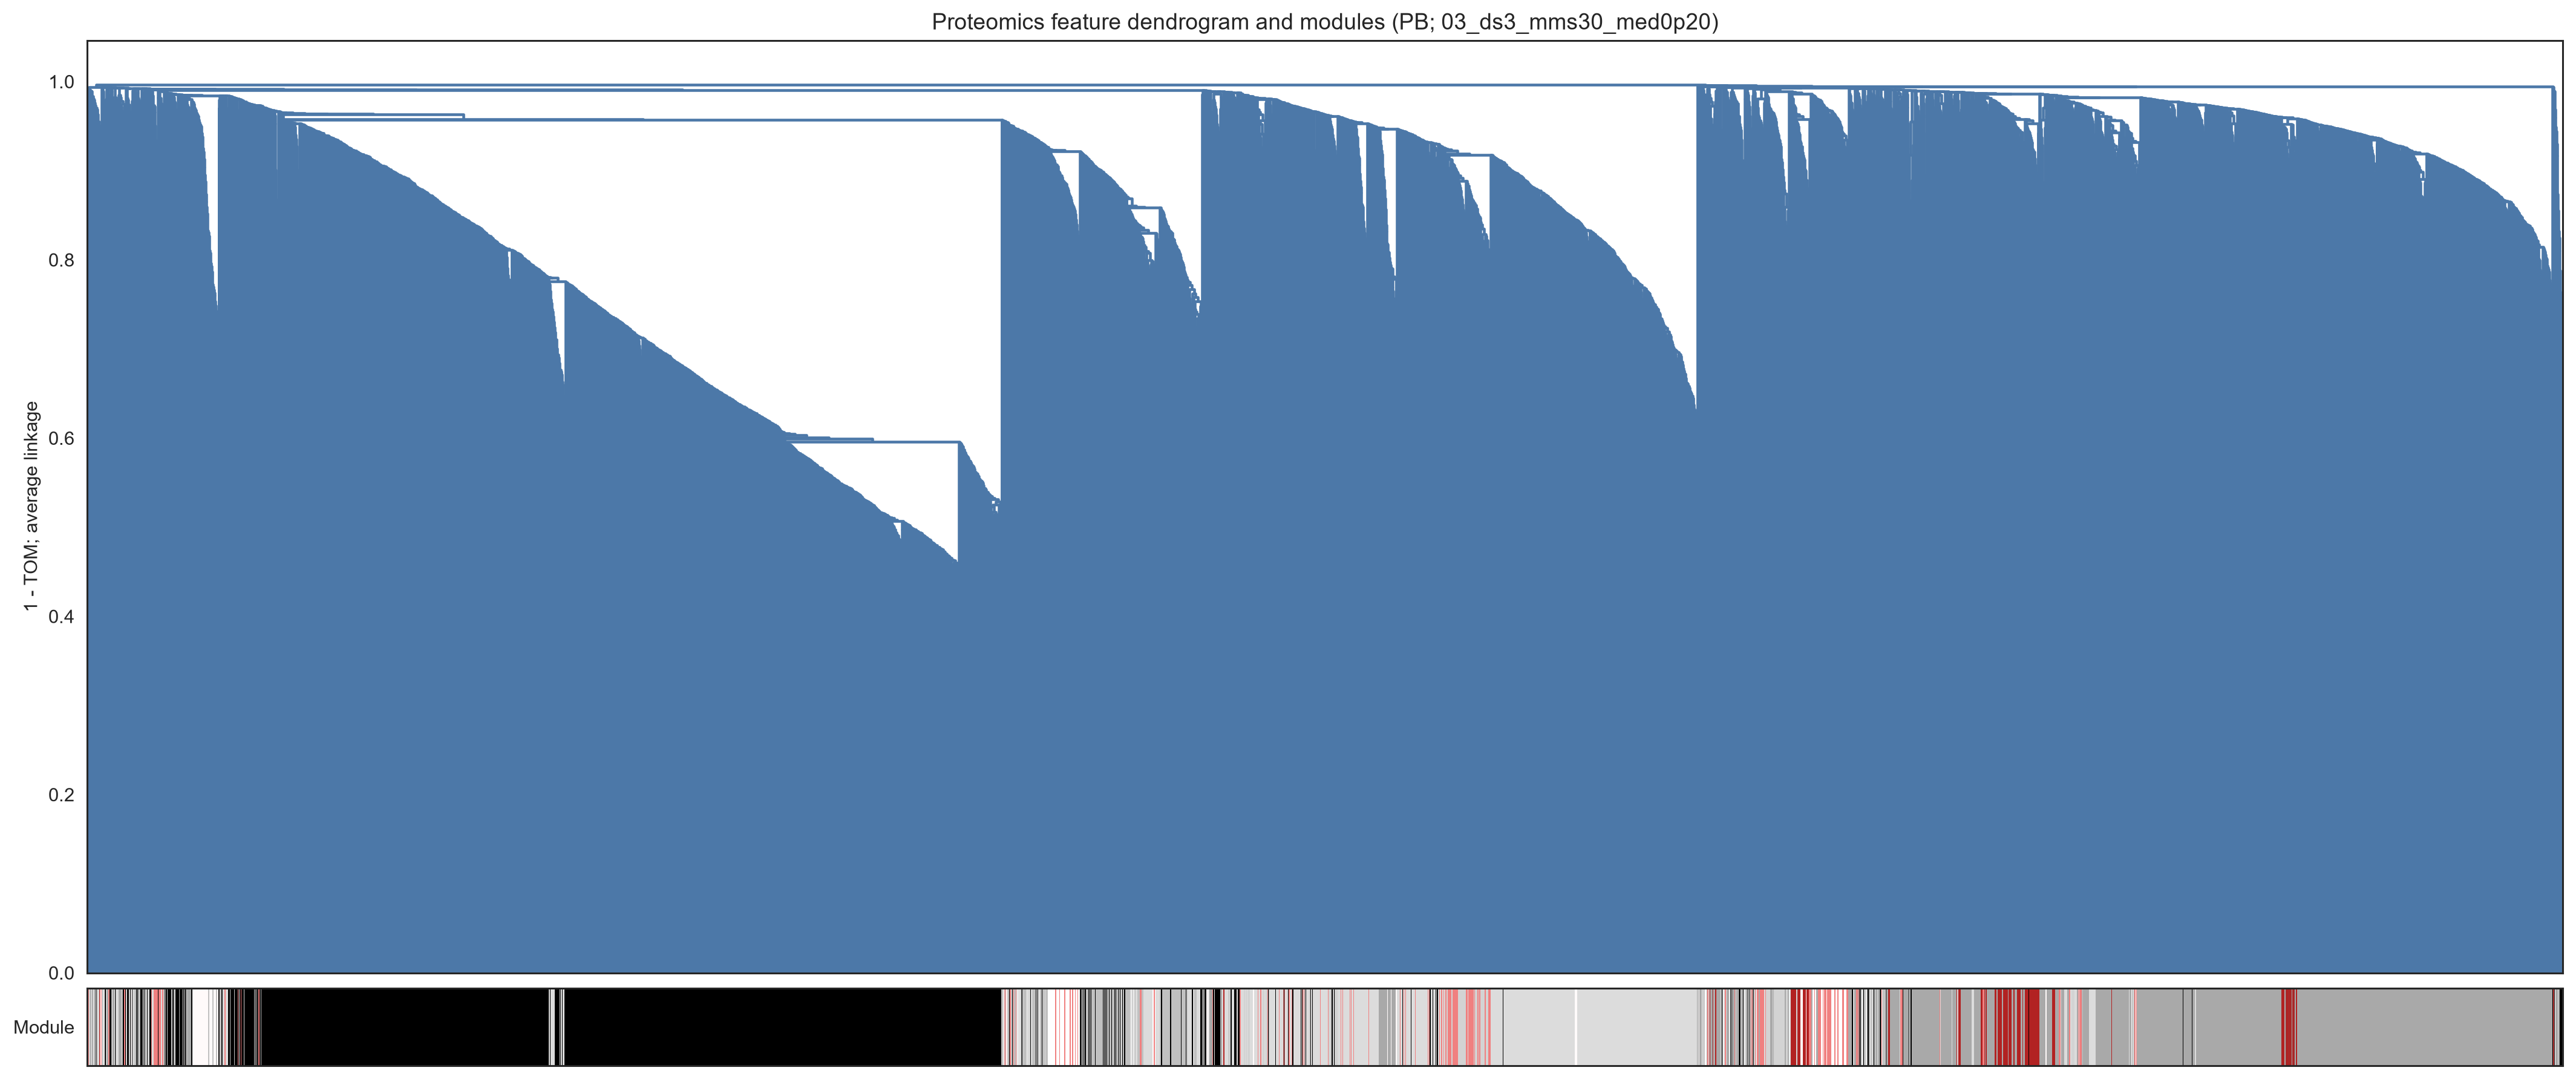 Proteomics feature dendrogram and modules (PB; 03_ds3_mms30_med0p20)
1.0
0.8
0.6
0.4
0.2
0.0
1 - TOM; average linkage
Module